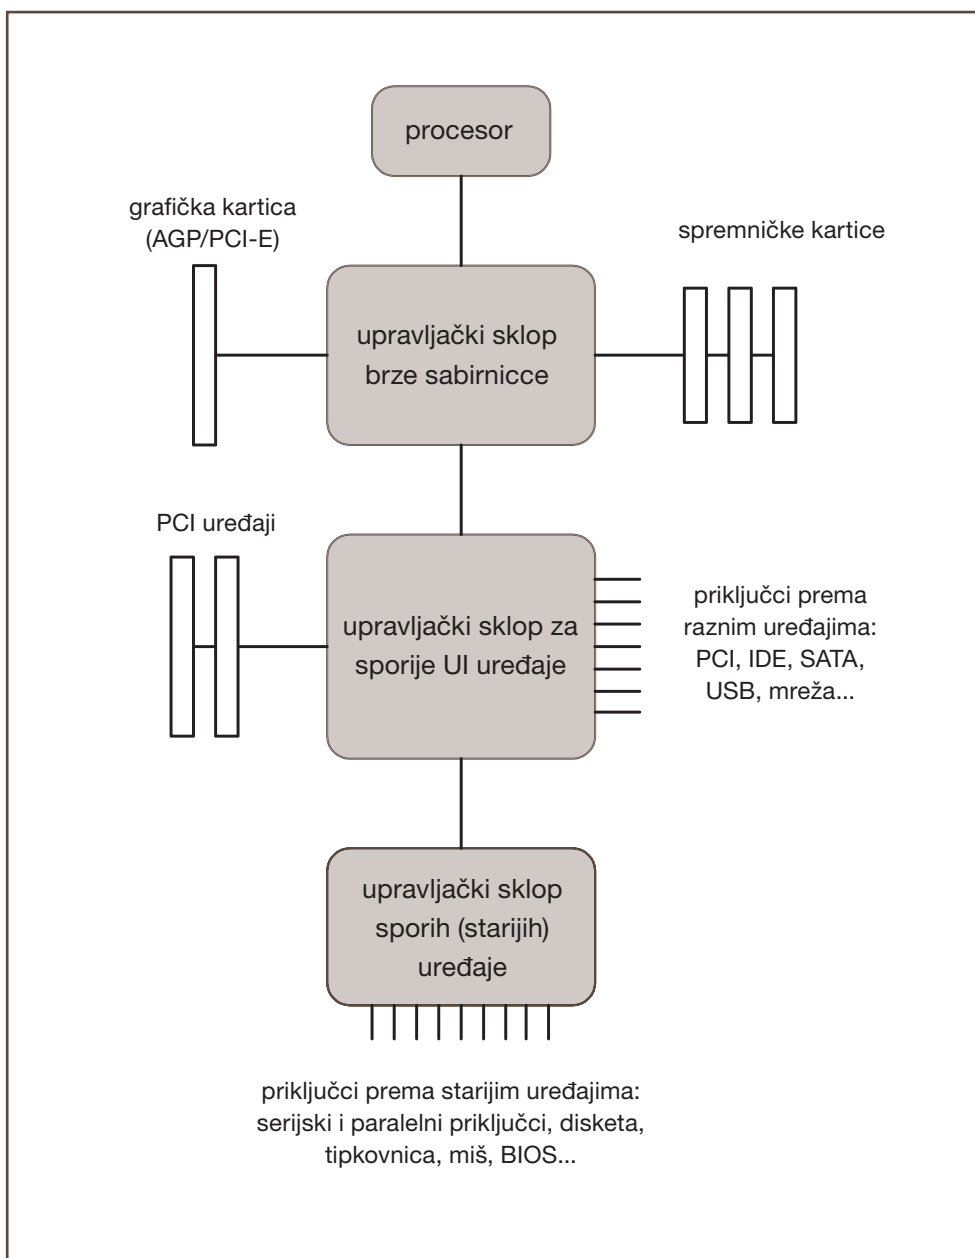 procesor
grafička kartica
(AGP/PCI-E)
spremničke kartice
upravljački sklop
brze sabirnicce
PCI uređaji
upravljački sklop za
sporije UI uređaje
priključci prema
raznim uređajima:
PCI, IDE, SATA,
USB, mreža...
upravljački sklop
sporih (starijih)
uređaje
priključci prema starijim uređajima:
serijski i paralelni priključci, disketa,
tipkovnica, miš, BIOS...